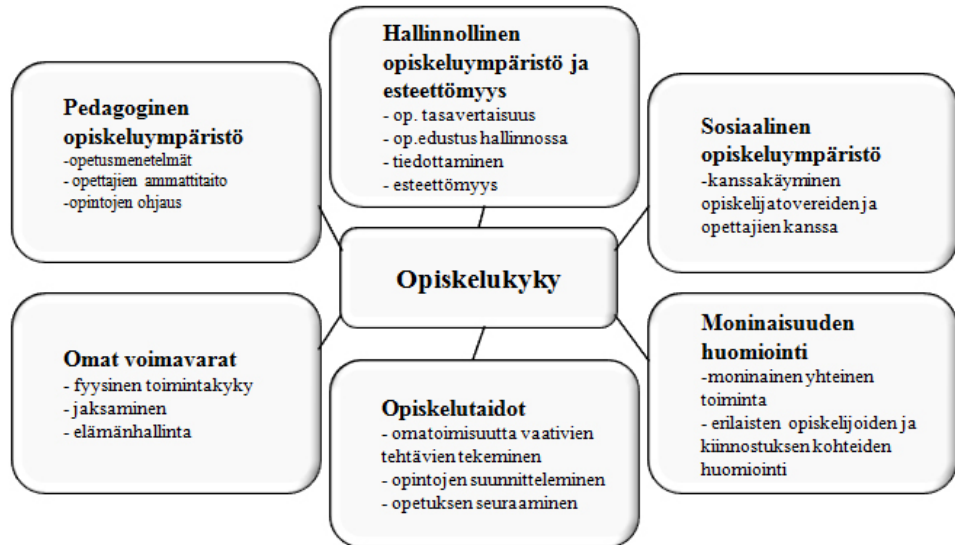 Pedagoginen
opiskeluympäristö
-opetusmenetelmät
- opettajien ammattitaito
-opintojen ohjaus
Hallinnollinen
opiskeluympäristö ja
esteettömyys
- op. tasavertaisuus
- op.edustus hallinnossa
- tiedottaminen
- esteettömyys
Sosiaalinen
opiskeluympäristö
-kanssakäyminen
opiskelijatovereiden ja
opettajien kanssa
Opiskelukyky
Omat voimavarat
- fyysinen toimintakyky
- jaksaminen
- elämänhallinta
Opiskelutaidot
- omatoimisuutta vaativien
tehtävien tekeminen
- opintojen suunnitteleminen
- opetuksen seuraaminen
Moninaisuuden
huomiointi
-moninainen yhteinen
toiminta
- erilaisten opiskelijoiden ja
kiinnostuksen kohteiden
huomiointi